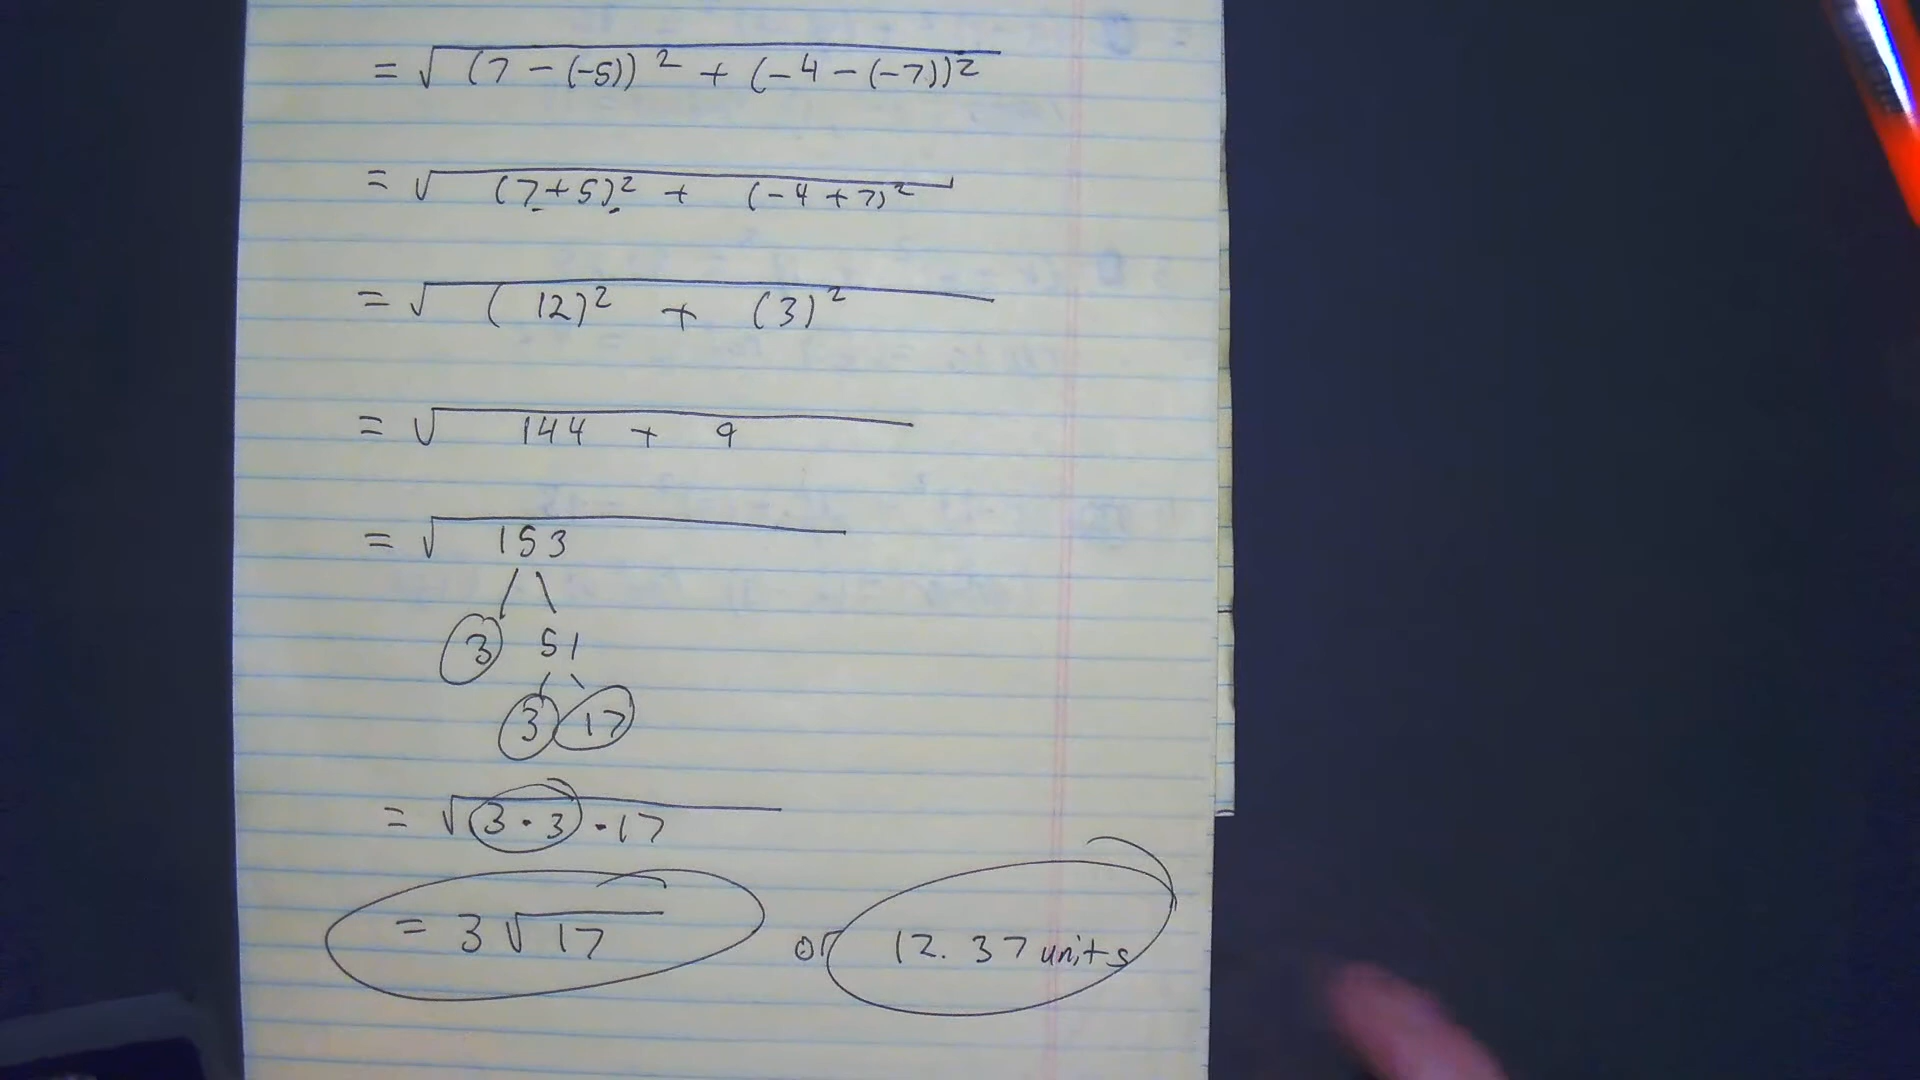 = √(7 - (-5))² + (-4 - (-7))²
= √(7+5)² + (-4+7)²
= √(12)² + (3)²
= √144 + 9
= √153
3 51
3 17
= √3·3·17
= 3√17 or 12.37 units